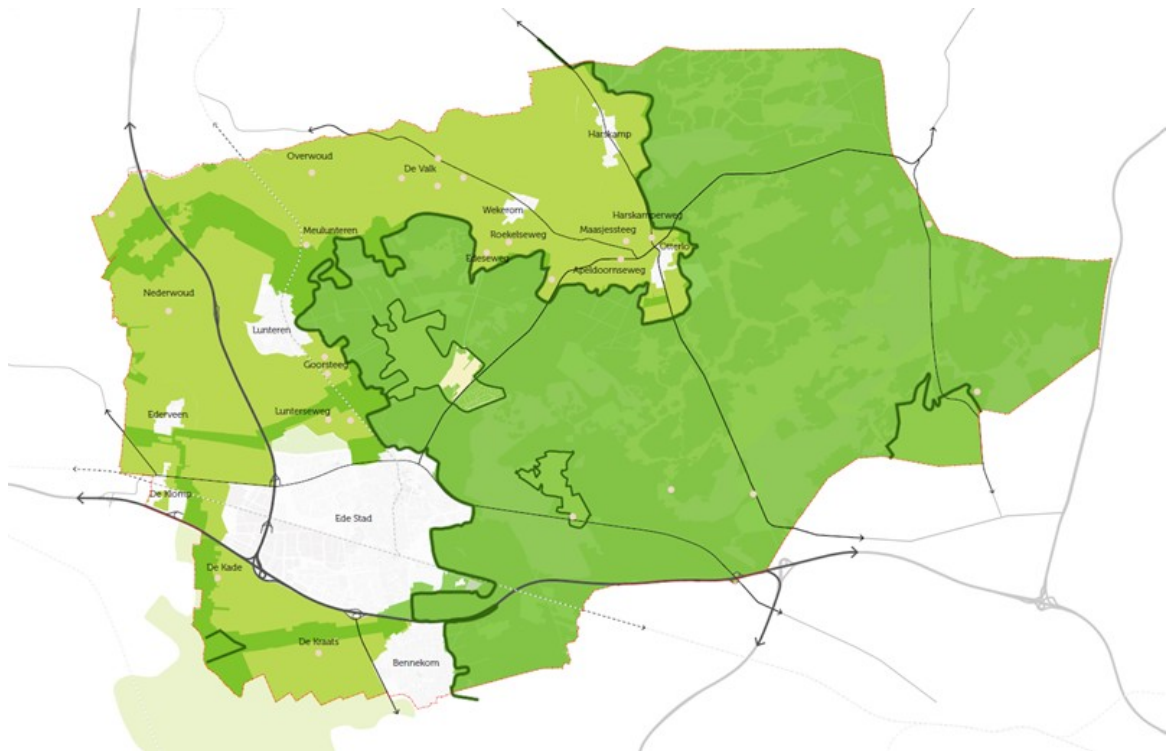 Harskamp
Overwoud
De Valk
Wekerom
Harskamperweg
Meulunteren
Roekelseweg
Maasjessteeg
Otterlo
Edeseweg
Apeldoornseweg
Nederwoud
Lunteren
Goorsteeg
Ederveen
Lunterseweg
De Klomp
Ede Stad
De Kade
De Kraats
Bennekom